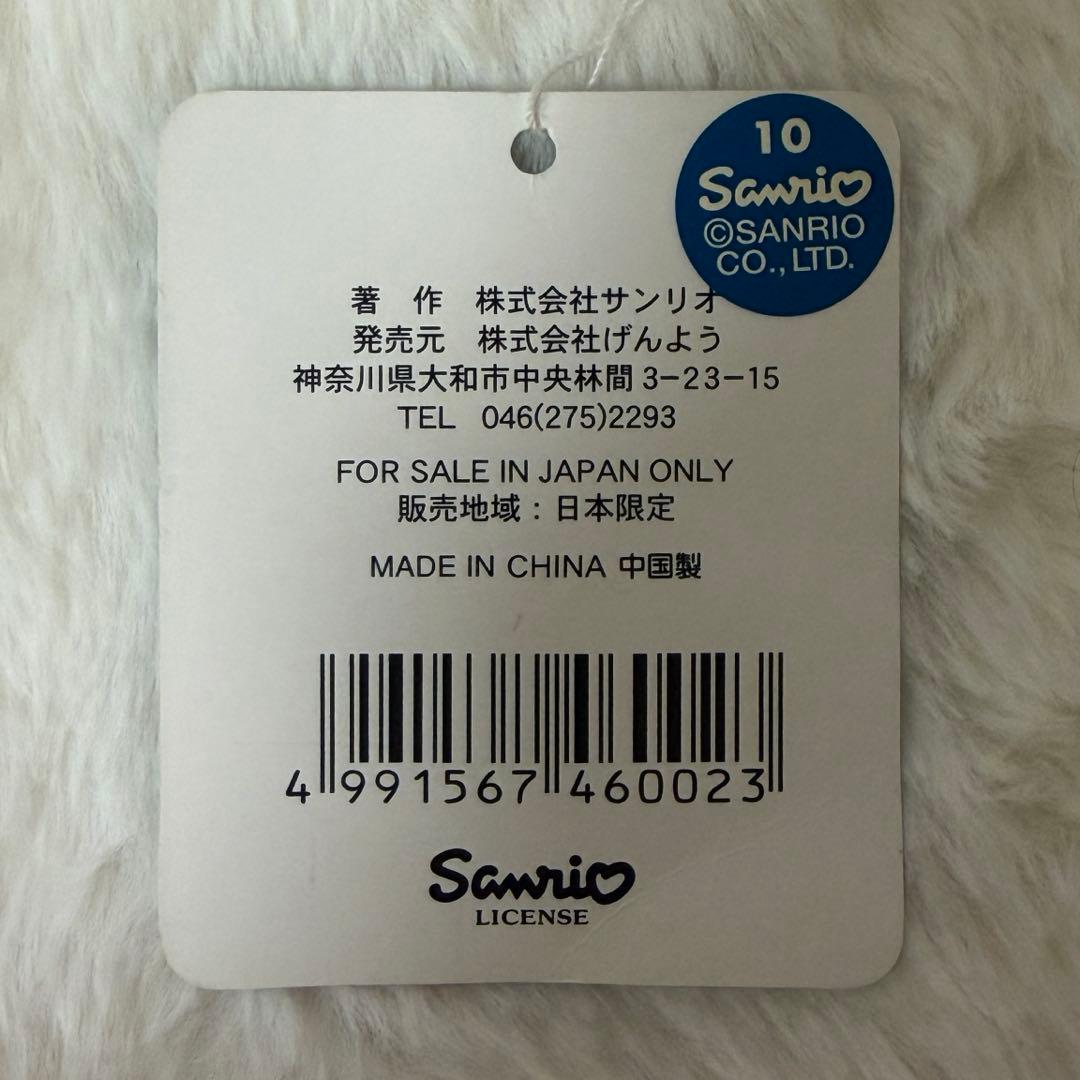 10
Sanrio
©SANRIO
CO., LTD.
著 作 株式会社サンリオ
発売元 株式会社げんよう
神奈川県大和市中央林間3-23-15
TEL 046(275)2293
FOR SALE IN JAPAN ONLY
販売地域：日本限定
MADE IN CHINA 中国製
4 991567 460023
Sanrio
LICENSE